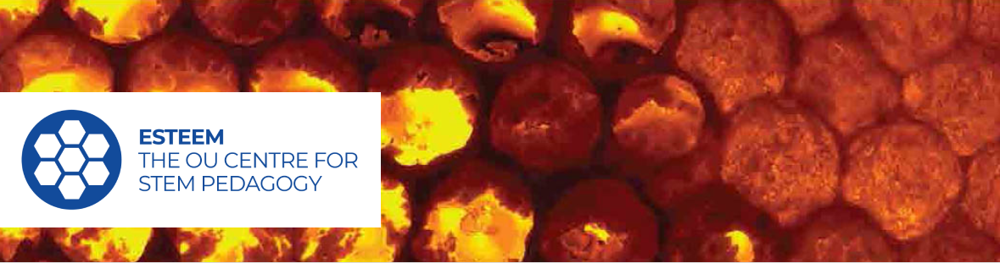 ESTEEM
THE OU CENTRE FOR
STEM PEDAGOGY